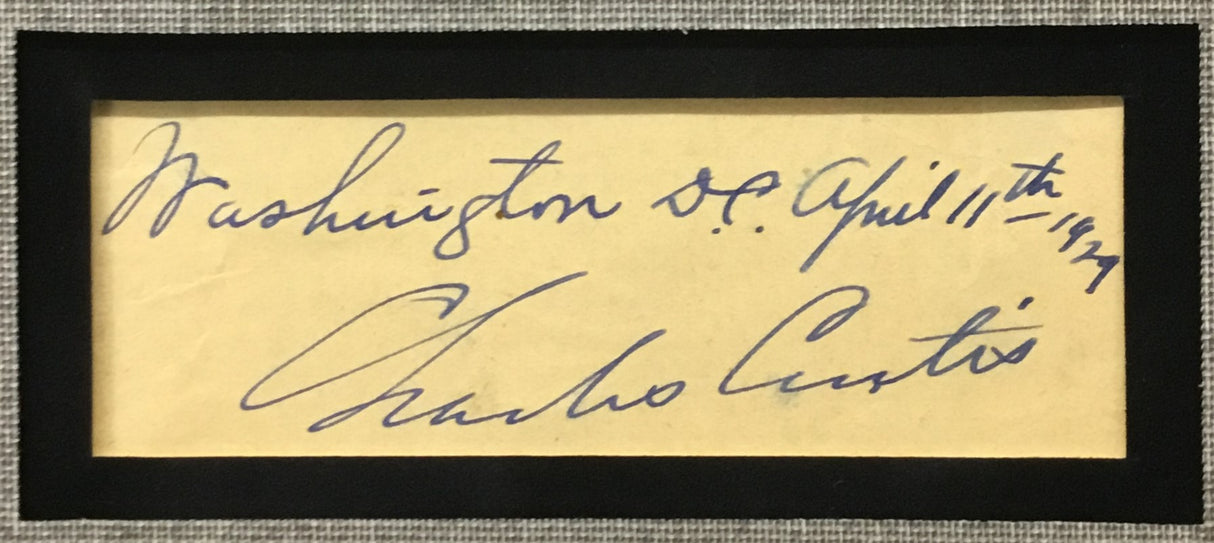 Washington D.C. April 11th-1929
Charles Curtis